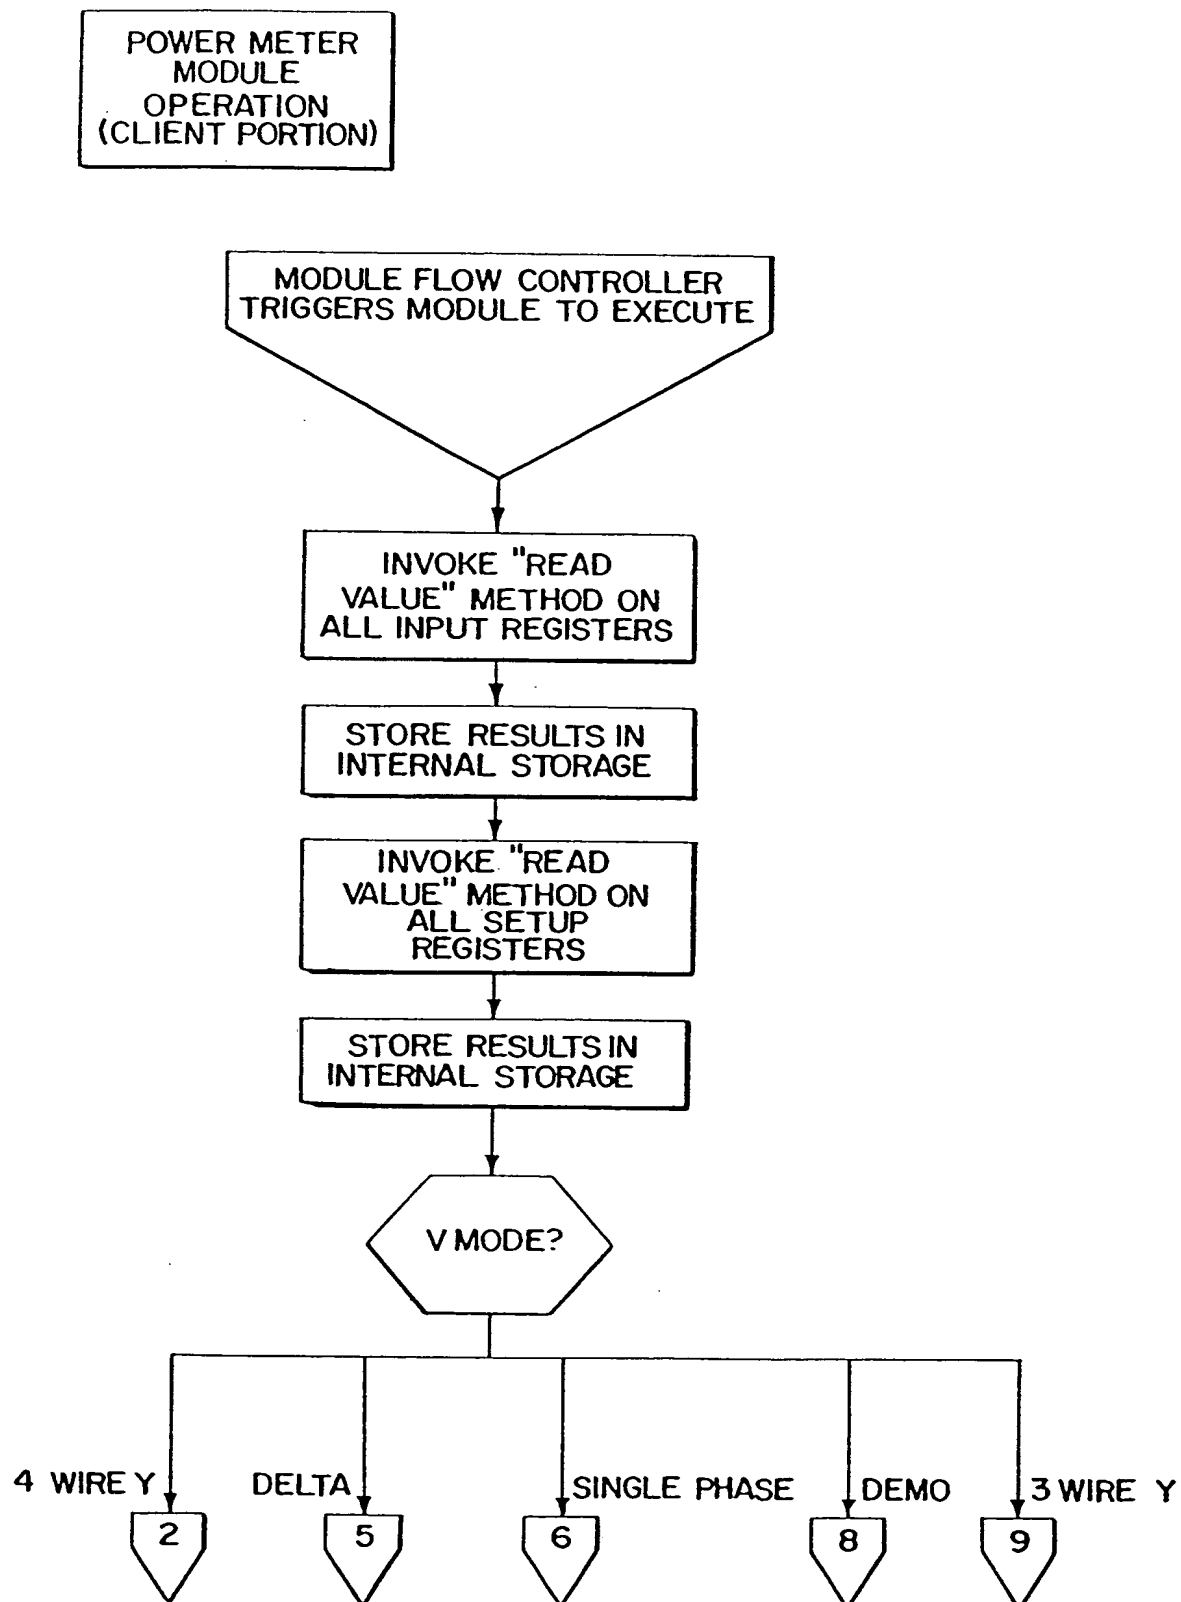 POWER METER
MODULE
OPERATION
(CLIENT PORTION)
MODULE FLOW CONTROLLER
TRIGGERS MODULE TO EXECUTE
INVOKE "READ
VALUE" METHOD ON
ALL INPUT REGISTERS
STORE RESULTS IN
INTERNAL STORAGE
INVOKE "READ
VALUE" METHOD ON
ALL SETUP
REGISTERS
STORE RESULTS IN
INTERNAL STORAGE
V MODE?
4 WIRE Y
DELTA
SINGLE PHASE
DEMO
3 WIRE Y
2
5
6
8
9